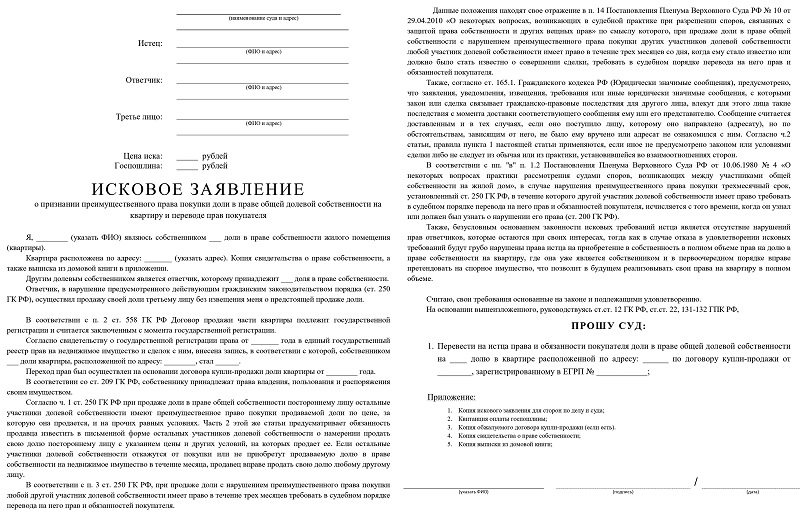 (наименование суда и адрес)
Истец:
(ФИО и адрес)
Ответчик:
(ФИО и адрес)
Третье лицо:
(ФИО и адрес)
Цена иска: _____ рублей
Госпошлина: _____ рублей
ИСКОВОЕ ЗАЯВЛЕНИЕ
о признании преимущественного права покупки доли в праве общей долевой собственности на
квартиру и переводе прав покупателя
Я, _______ (указать ФИО) являюсь собственником ___ доли в праве собственности жилого помещения
(квартиры).
Квартира расположена по адресу: _______ (указать адрес). Копия свидетельства о праве собственности, а
также выписка из домовой книги в приложении.
Другим долевым собственником является ответчик, которому принадлежит ___ доля в праве собственности.
Ответчик, в нарушение предусмотренного действующим гражданским законодательством порядка (ст. 250
ГК РФ), осуществил продажу своей доли третьему лицу без извещения меня о предстоящей продаже доли.
В соответствии с п. 2 ст. 558 ГК РФ Договор продажи части квартиры подлежит государственной
регистрации и считается заключенным с момента государственной регистрации.
Согласно свидетельству о государственной регистрации права от _______ года в единый государственный
реестр прав на недвижимое имущество и сделок с ним, внесена запись, в соответствии с которой, собственником
___ доли квартиры, расположенной по адресу: _________, стал ______.
Переход прав был осуществлен на основании договора купли-продажи доли квартиры от _______ года.
В соответствии со ст. 209 ГК РФ, собственнику принадлежат права владения, пользования и распоряжения
своим имуществом.
Согласно ч. 1 ст. 250 ГК РФ при продаже доли в праве общей собственности постороннему лицу остальные
участники долевой собственности имеют преимущественное право покупки продаваемой доли по цене, за
которую она продается, и на прочих равных условиях. Часть 2 этой же статьи предусматривает обязанность
продавца известить в письменной форме остальных участников долевой собственности о намерении продать
свою долю постороннему лицу с указанием цены и других условий, на которых продает ее. Если остальные
участники долевой собственности откажутся от покупки или не приобретут продаваемую долю в праве
собственности на недвижимое имущество в течение месяца, продавец вправе продать свою долю любому другому
лицу.
В соответствии с п. 3 ст. 250 ГК РФ, при продаже доли с нарушением преимущественного права покупки
любой другой участник долевой собственности имеет право в течение трех месяцев требовать в судебном порядке
перевода на него прав и обязанностей покупателя.
Данные положения находят свое отражение в п. 14 Постановления Пленума Верховного Суда РФ № 10 от
29.04.2010 «О некоторых вопросах, возникающих в судебной практике при разрешении споров, связанных с
защитой права собственности и других вещных прав» по смыслу которого, при продаже доли в праве общей
собственности с нарушением преимущественного права покупки других участников долевой собственности
любой участник долевой собственности имеет право в течение трех месяцев со дня, когда ему стало известно или
должно было стать известно о совершении сделки, требовать в судебном порядке перевода на него прав и
обязанностей покупателя.
Также, согласно ст. 165.1. Гражданского кодекса РФ (Юридически значимые сообщения), предусмотрено,
что заявления, уведомления, извещения, требования или иные юридически значимые сообщения, с которыми
закон или сделка связывает гражданско-правовые последствия для другого лица, влекут для этого лица такие
последствия с момента доставки соответствующего сообщения ему или его представителю. Сообщение считается
доставленным и в тех случаях, если оно поступило лицу, которому оно направлено (адресату), но по
обстоятельствам, зависящим от него, не было ему вручено или адресат не ознакомился с ним. Согласно ч.2
статьи, правила пункта 1 настоящей статьи применяются, если иное не предусмотрено законом или условиями
сделки либо не следует из обычая или из практики, установившейся во взаимоотношениях сторон.
В соответствии с пп. "в" п. 1.2 Постановления Пленума Верховного Суда РФ от 10.06.1980 № 4 «О
некоторых вопросах практики рассмотрения судами споров, возникающих между участниками общей
собственности на жилой дом», в случае нарушения преимущественного права покупки трехмесячный срок,
установленный ст. 250 ГК РФ, в течение которого другой участник долевой собственности имеет право требовать
в судебном порядке перевода на него прав и обязанностей покупателя, исчисляется с того времени, когда он узнал
или должен был узнать о нарушении его права (ст. 200 ГК РФ).
Также, безусловным основанием законности исковых требований истца является отсутствие нарушений
прав ответчиков, которые остаются при своих интересах, тогда как в случае отказа в удовлетворении исковых
требований будут грубо нарушены права истца на приобретение в собственность в полном объеме прав на долю в
праве собственности на квартиру, где она уже является собственником и в первоочередном порядке вправе
претендовать на спорное имущество, что позволит в будущем реализовывать свои права на квартиру в полном
объеме.
Считаю, свои требования основанные на законе и подлежащими удовлетворению.
На основании вышеизложенного, руководствуясь ст.ст. 12 ГК РФ, ст.ст. 22, 131-132 ГПК РФ,
ПРОШУ СУД:
1. Перевести на истца права и обязанности покупателя доли в праве общей долевой собственности
на ____ долю в квартире расположенной по адресу: ______ по договору купли-продажи от
________, зарегистрированному в ЕГРП № ____________;
Приложение:
1. Копия искового заявления для сторон по делу и суда;
2. Квитанция оплаты госпошлины;
3. Копия обжалуемого договора купли-продажи (если есть).
4. Копия свидетельства о праве собственности;
5. Копия выписки из домовой книги;
/
(указать ФИО) (подпись) (дата)